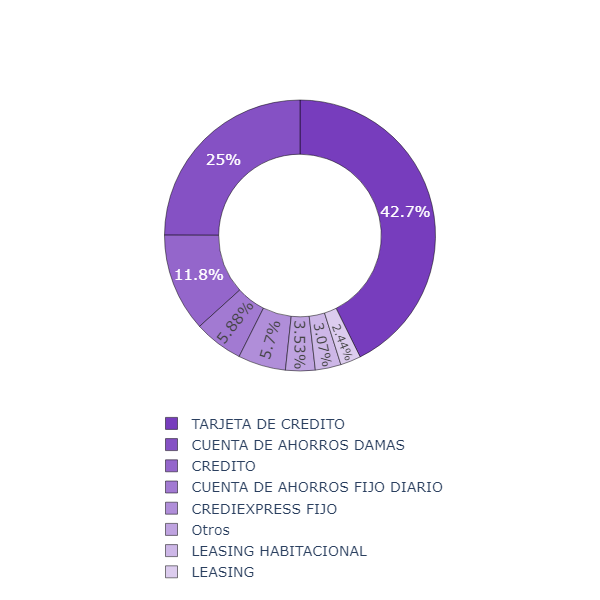 25%
42.7%
11.8%
5.88%
5.7%
3.53%
3.07%
2.44%
TARJETA DE CREDITO
CUENTA DE AHORROS DAMAS
CREDITO
CUENTA DE AHORROS FIJO DIARIO
CREDIEXPRESS FIJO
Otros
LEASING HABITACIONAL
LEASING